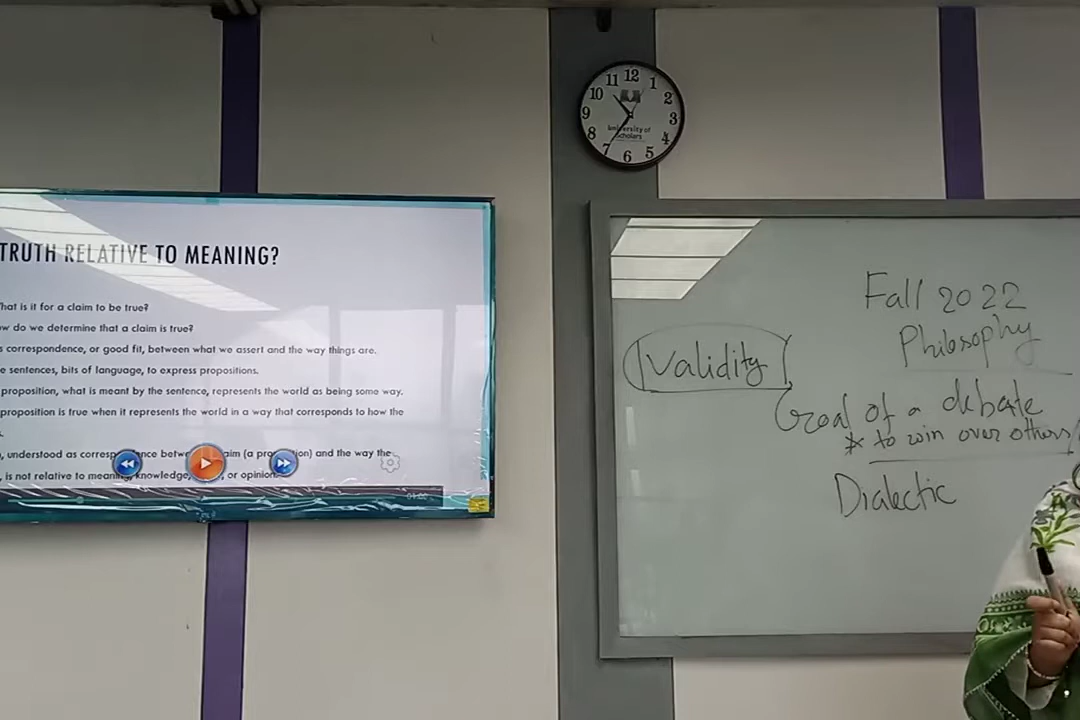 TRUTH RELATIVE TO MEANING?
hat is it for a claim to be true?
w do we determine that a claim is true?
s correspondence, or good fit, between what we assert and the way things are.
e sentences, bits of language, to express propositions.
proposition, what is meant by the sentence, represents the world as being some way.
proposition is true when it represents the world in a way that corresponds to how the
, understood as corresp nce betw aim (a pro ion) and the way the
, is not relative to meaning, knowledge, , or opinion.
11 12 1
10 2
9 3
8 4
7 6 5
University of
Scholars
Fall 2022
Philosophy
Validity
Goal of a debate
* to win over others
Dialectic